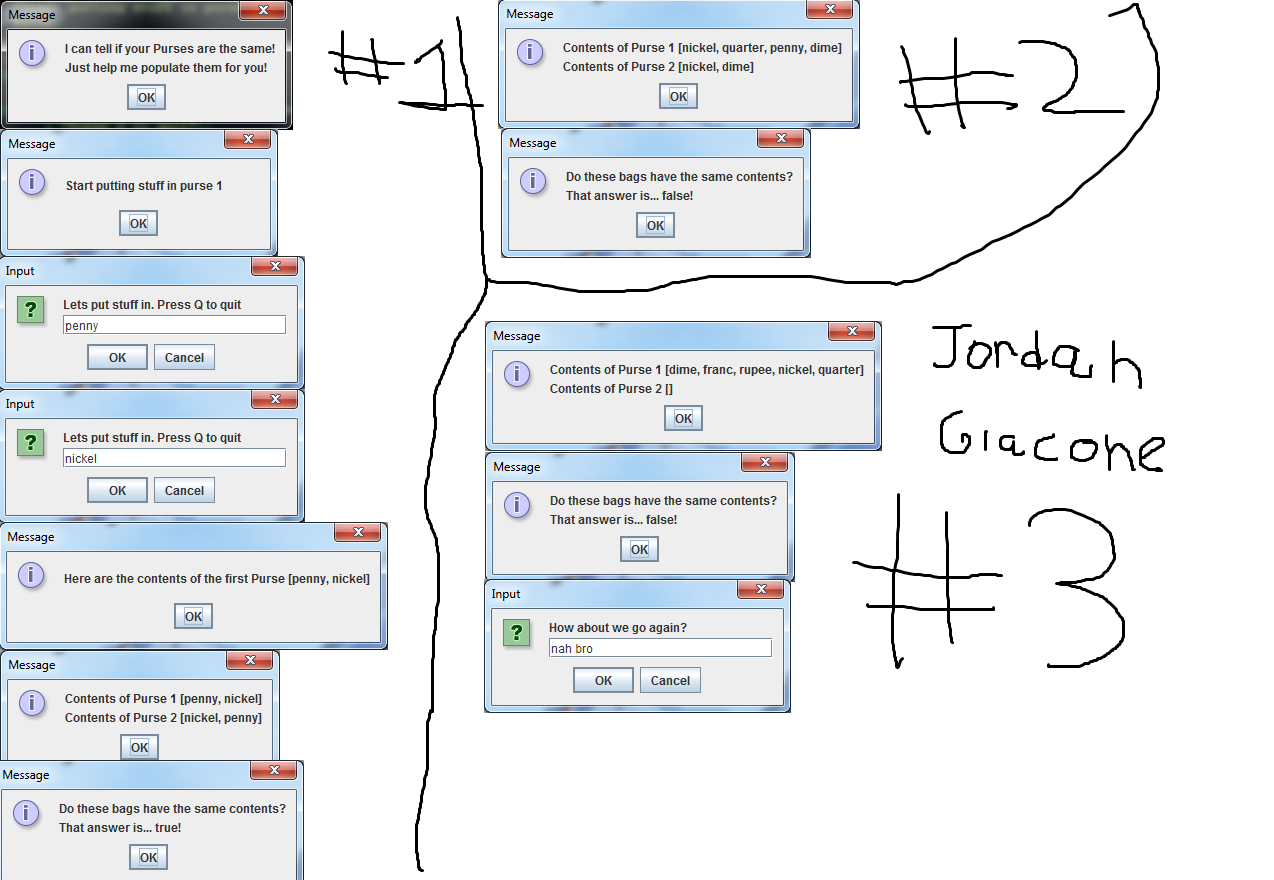 Message
I can tell if your Purses are the same!
Just help me populate them for you!
OK
Message
Start putting stuff in purse 1
OK
Input
Lets put stuff in. Press Q to quit
penny
OK Cancel
Input
Lets put stuff in. Press Q to quit
nickel
OK Cancel
Message
Here are the contents of the first Purse [penny, nickel]
OK
Message
Contents of Purse 1 [penny, nickel]
Contents of Purse 2 [nickel, penny]
OK
Message
Do these bags have the same contents?
That answer is... true!
OK
#1
Message
Contents of Purse 1 [nickel, quarter, penny, dime]
Contents of Purse 2 [nickel, dime]
OK
Message
Do these bags have the same contents?
That answer is... false!
OK
#2
Message
Contents of Purse 1 [dime, franc, rupee, nickel, quarter]
Contents of Purse 2 []
OK
Message
Do these bags have the same contents?
That answer is... false!
OK
Input
How about we go again?
nah bro
OK Cancel
Jordan
Giacone
#3